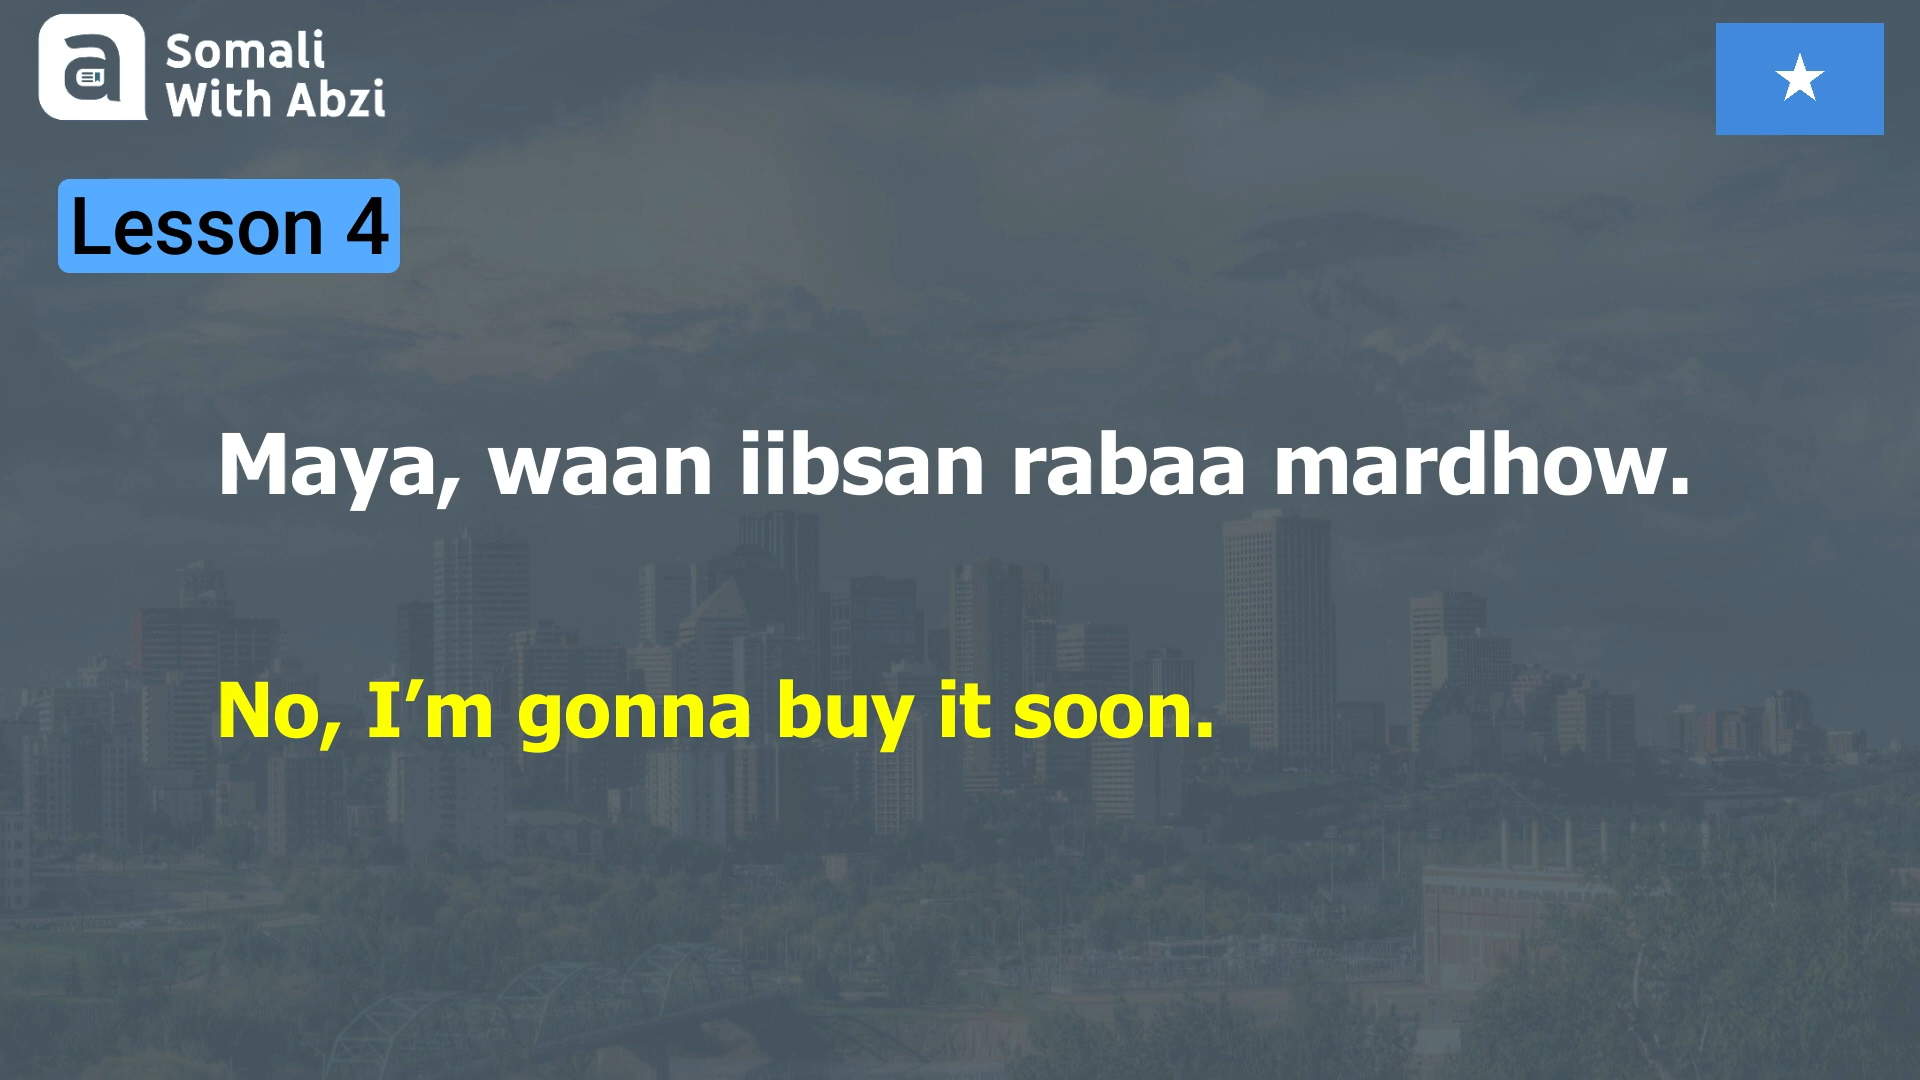 Somali
With Abzi
Lesson 4
Maya, waan iibsan rabaa mardhow.
No, I’m gonna buy it soon.